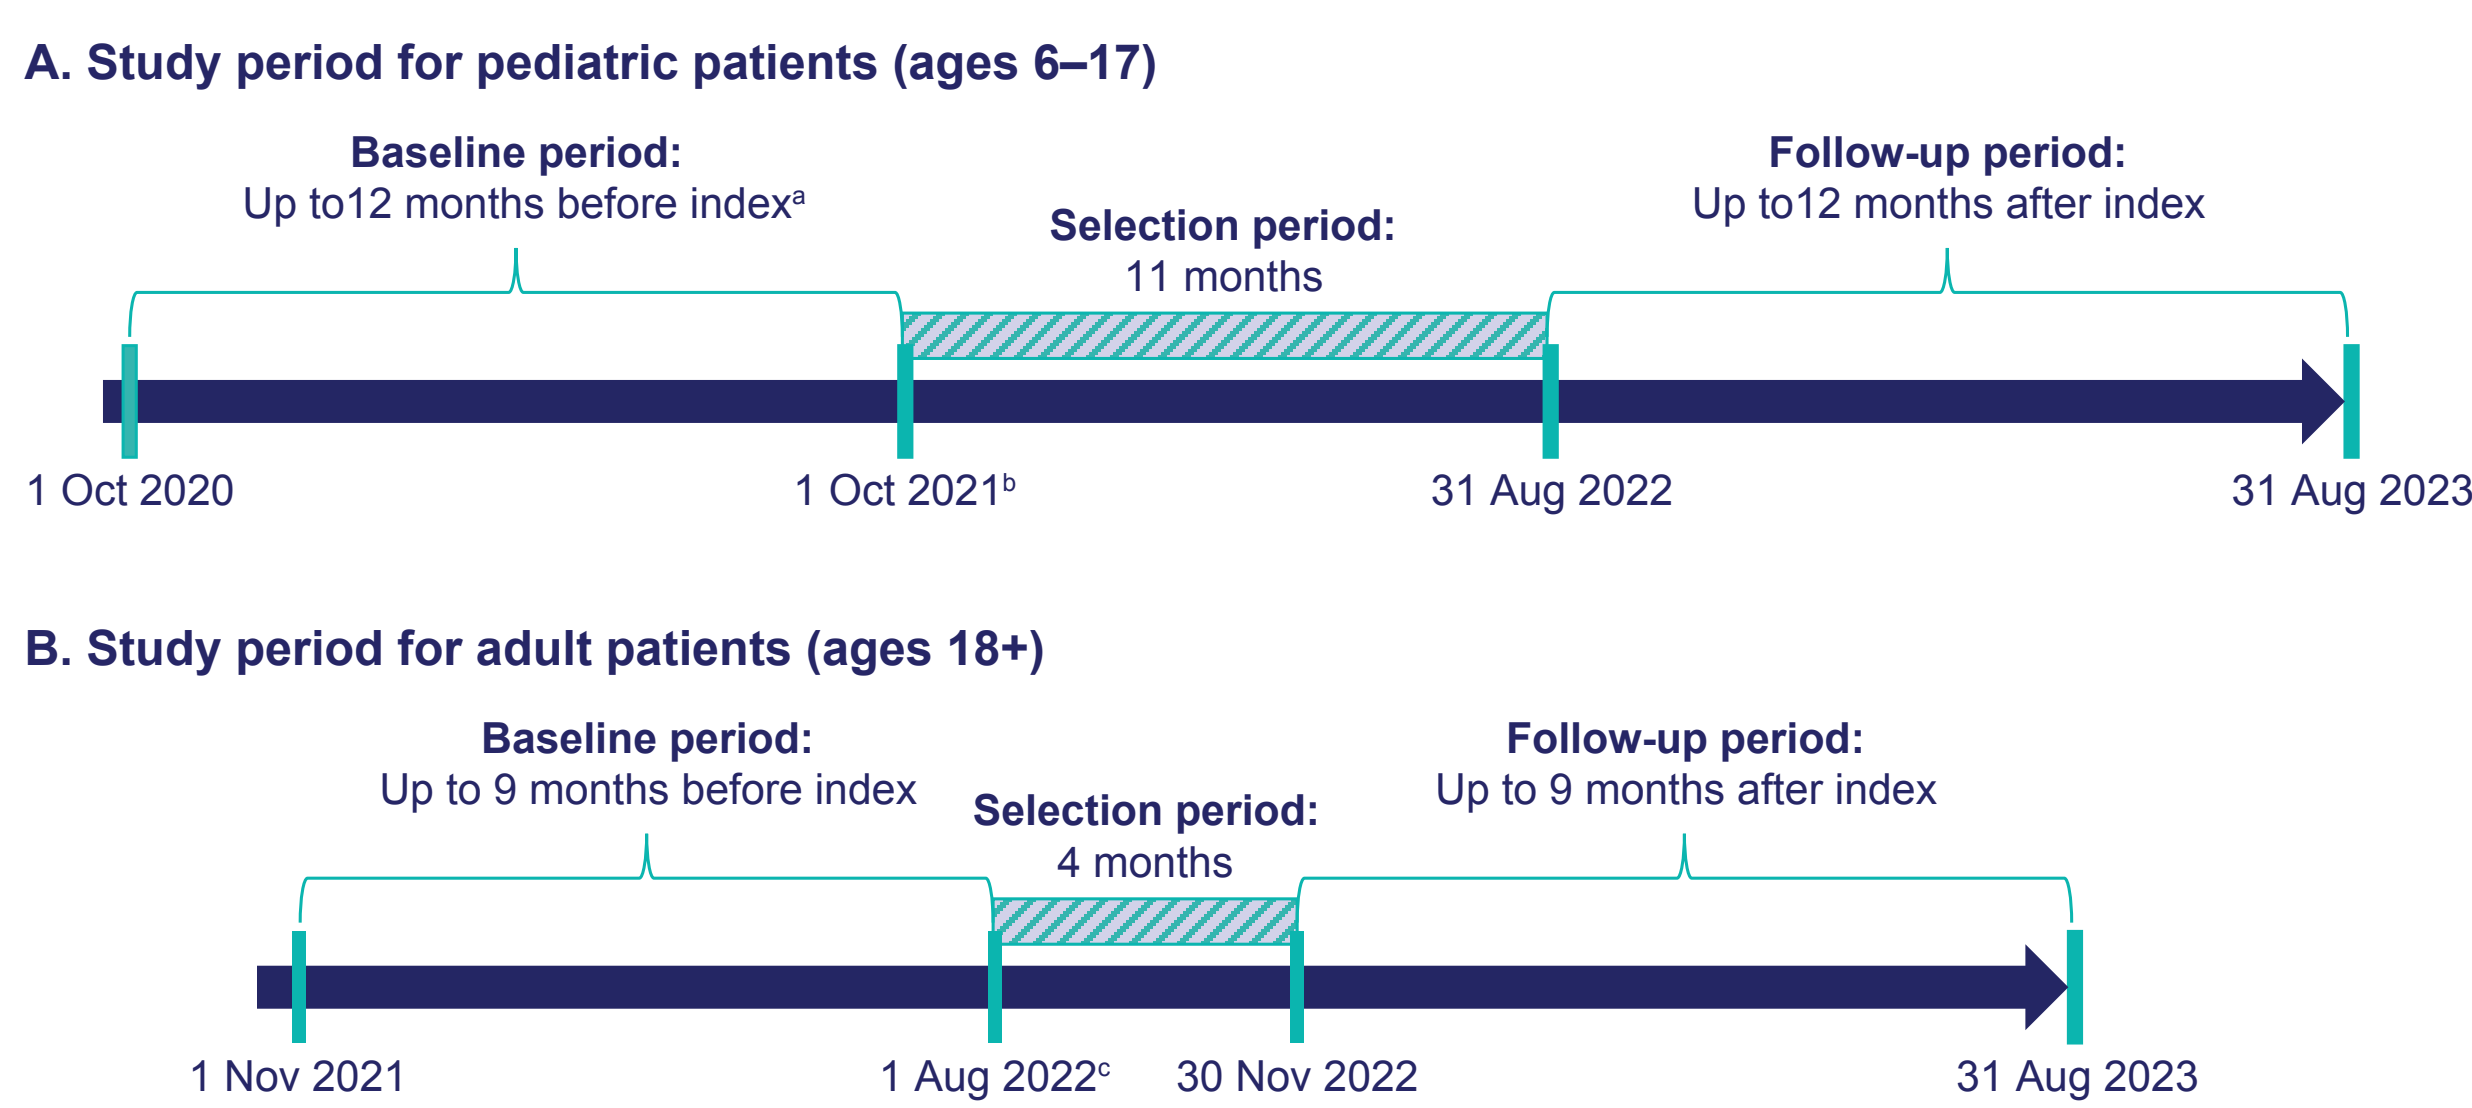 A. Study period for pediatric patients (ages 6–17)
Baseline period:
Up to12 months before indexᵃ
Selection period:
11 months
Follow-up period:
Up to12 months after index
1 Oct 2020
1 Oct 2021ᵇ
31 Aug 2022
31 Aug 2023
B. Study period for adult patients (ages 18+)
Baseline period:
Up to 9 months before index
Selection period:
4 months
Follow-up period:
Up to 9 months after index
1 Nov 2021
1 Aug 2022ᶜ
30 Nov 2022
31 Aug 2023